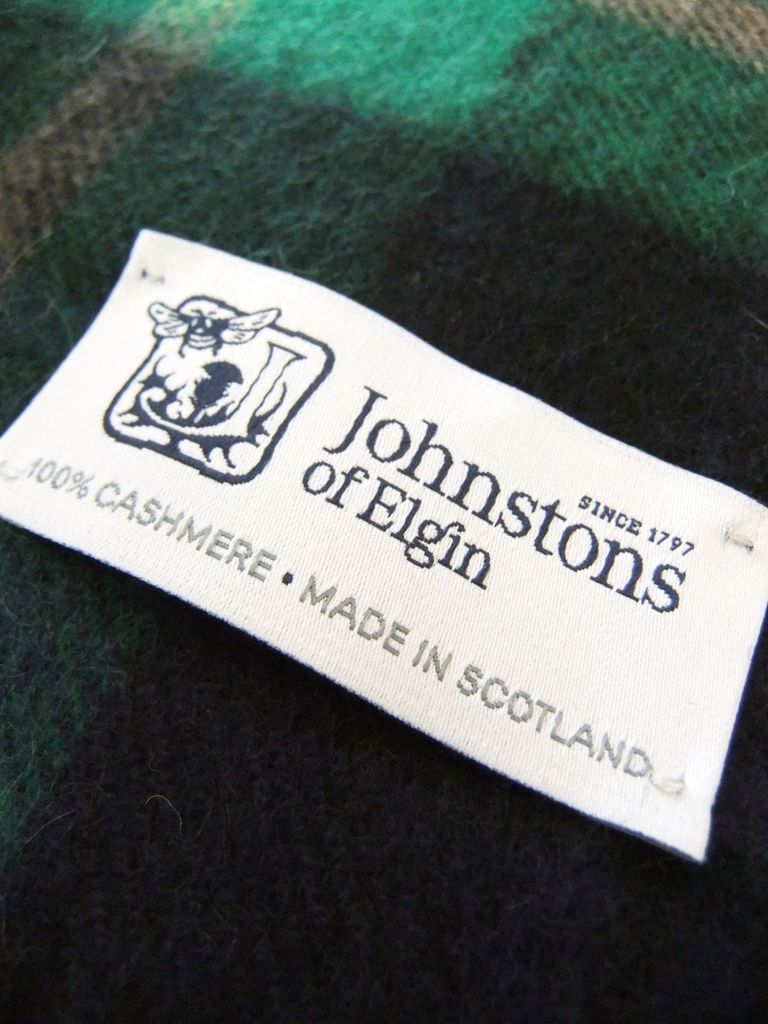 J
Johnstons
of Elgin
SINCE 1797
100% CASHMERE • MADE IN SCOTLAND